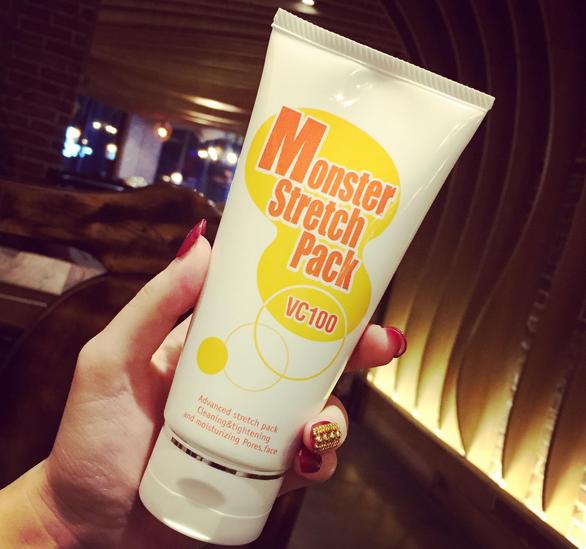 Monster
Stretch
Pack
VC100
Advanced stretch pack
Cleaning&tightening
and moisturizing Pores,face